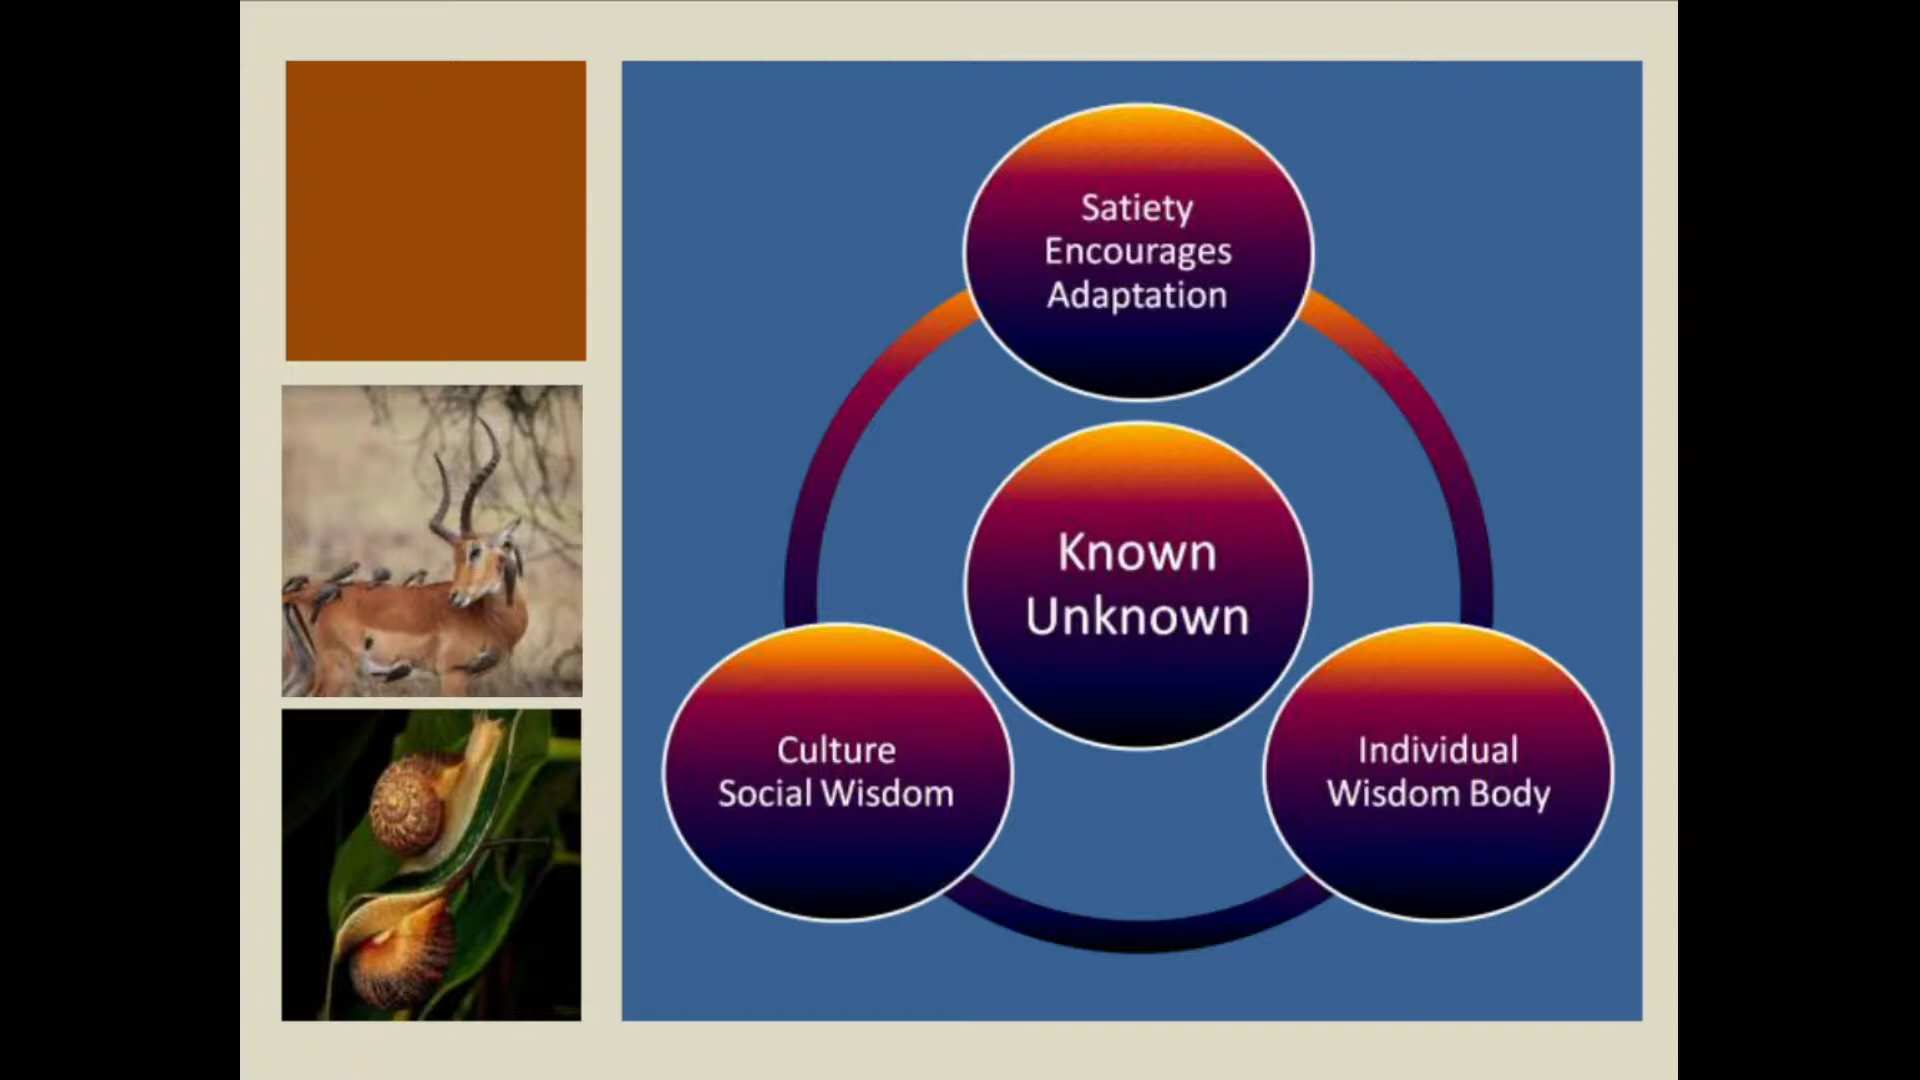 Satiety
Encourages
Adaptation
Known
Unknown
Culture
Social Wisdom
Individual
Wisdom Body